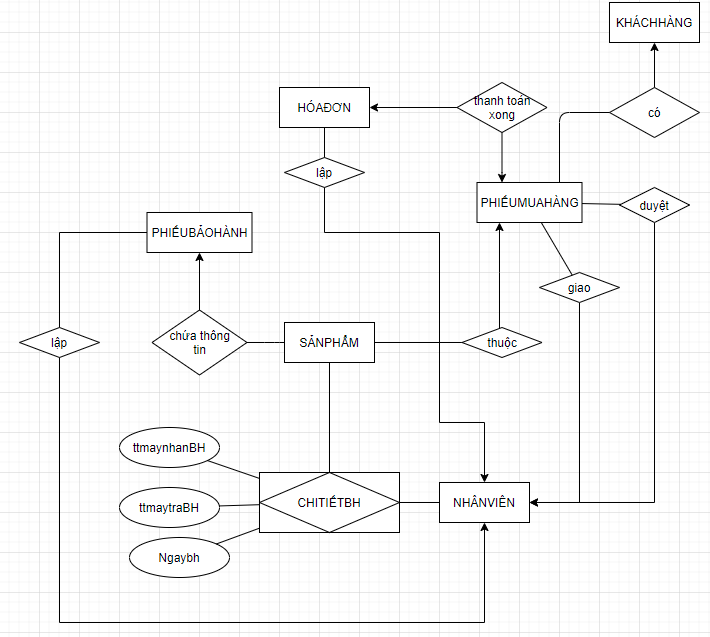 KHÁCHHÀNG
HÓAĐƠN
thanh toán
xong
có
lập
PHIẾUMUAHÀNG
duyệt
PHIẾUBẢOHÀNH
giao
lập
chứa thông
tin
SẢNPHẨM
thuộc
ttmaynhanBH
ttmaytraBH
CHITIẾTBH
NHÂNVIÊN
Ngaybh